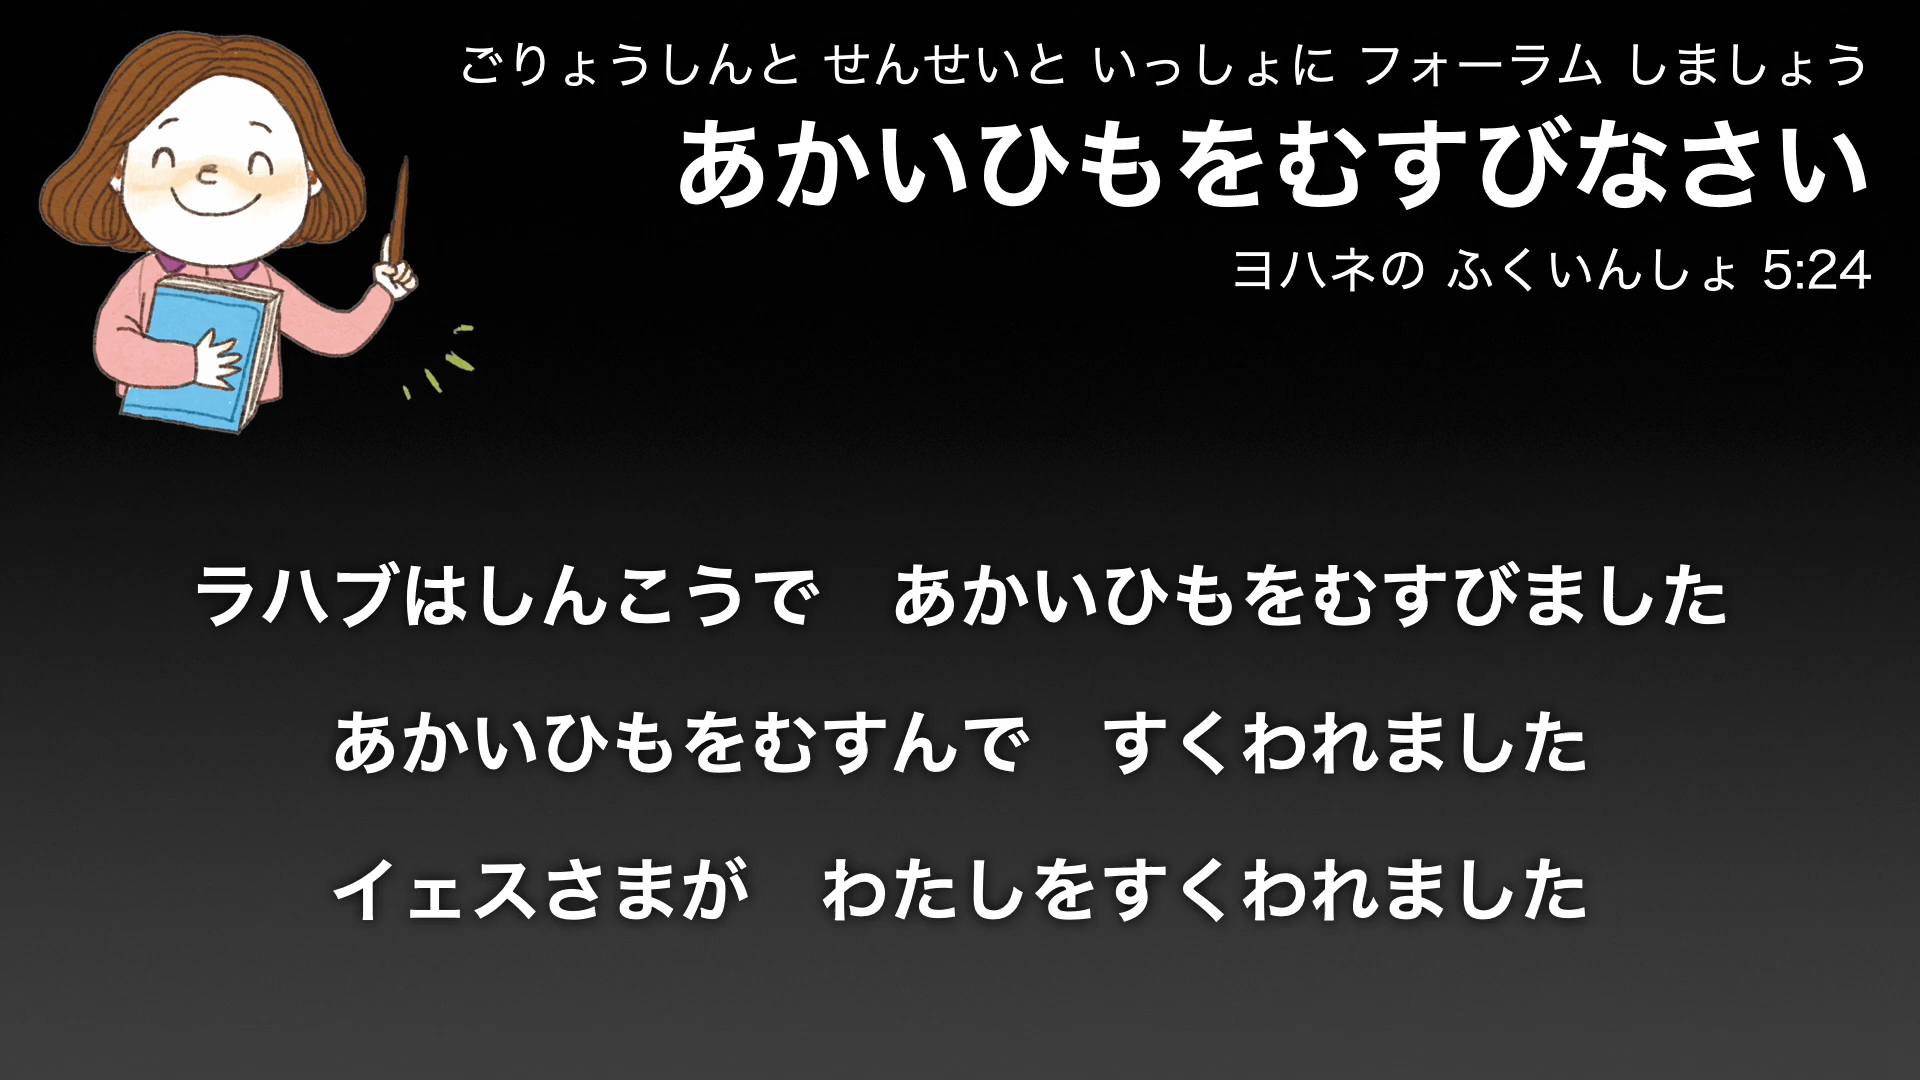 ごりょうしんと せんせいと いっしょに フォーラム しましょう
あかいひもをむすびなさい
ヨハネの ふくいんしょ 5:24
ラハブはしんこうで　あかいひもをむすびました
あかいひもをむすんで　すくわれました
イェスさまが　わたしをすくわれました